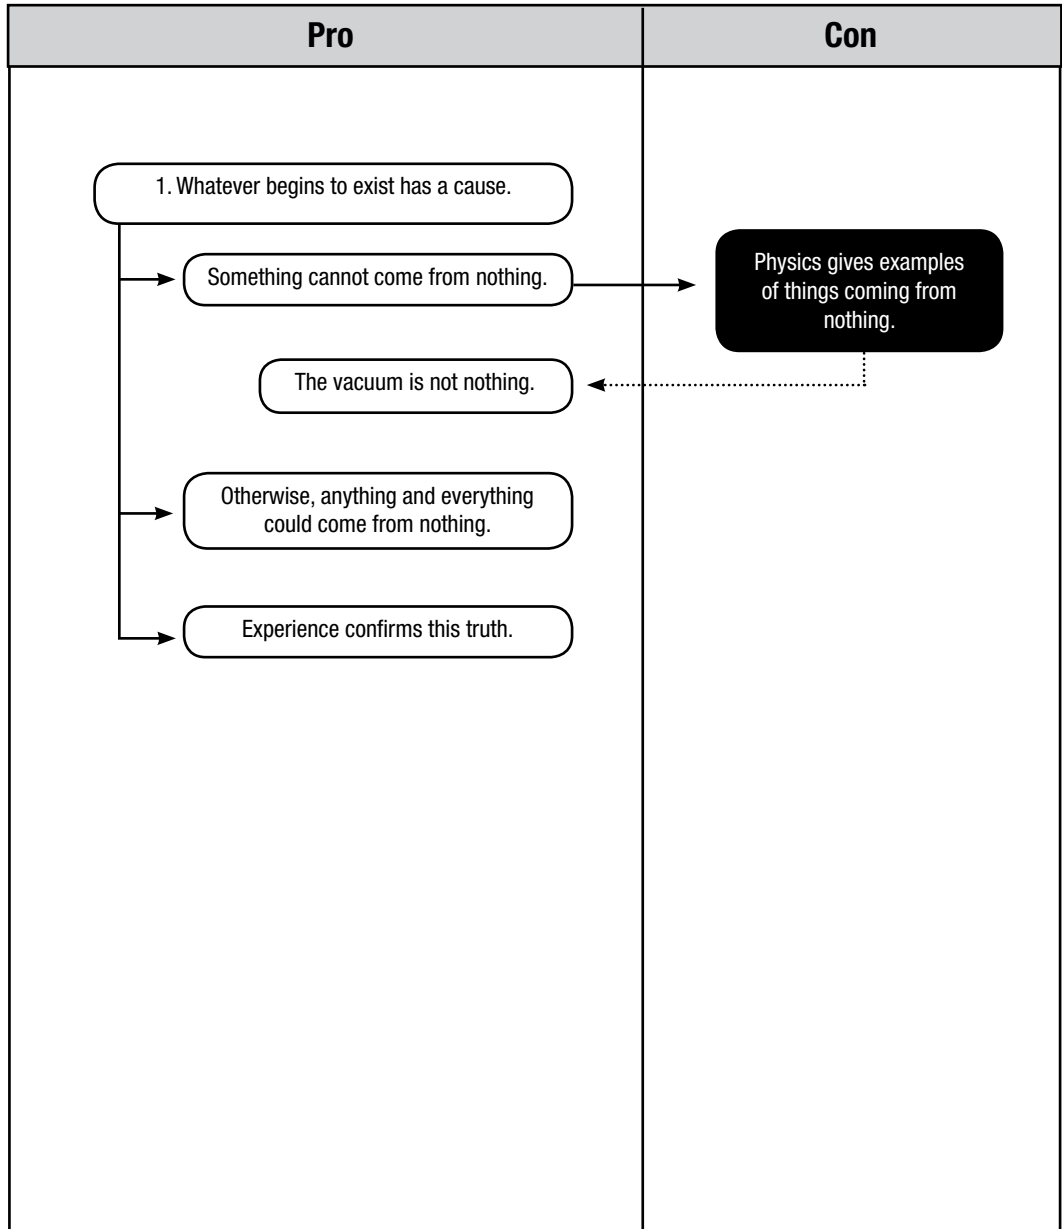 Pro
Con
1. Whatever begins to exist has a cause.
Something cannot come from nothing.
Physics gives examples
of things coming from
nothing.
The vacuum is not nothing.
Otherwise, anything and everything
could come from nothing.
Experience confirms this truth.